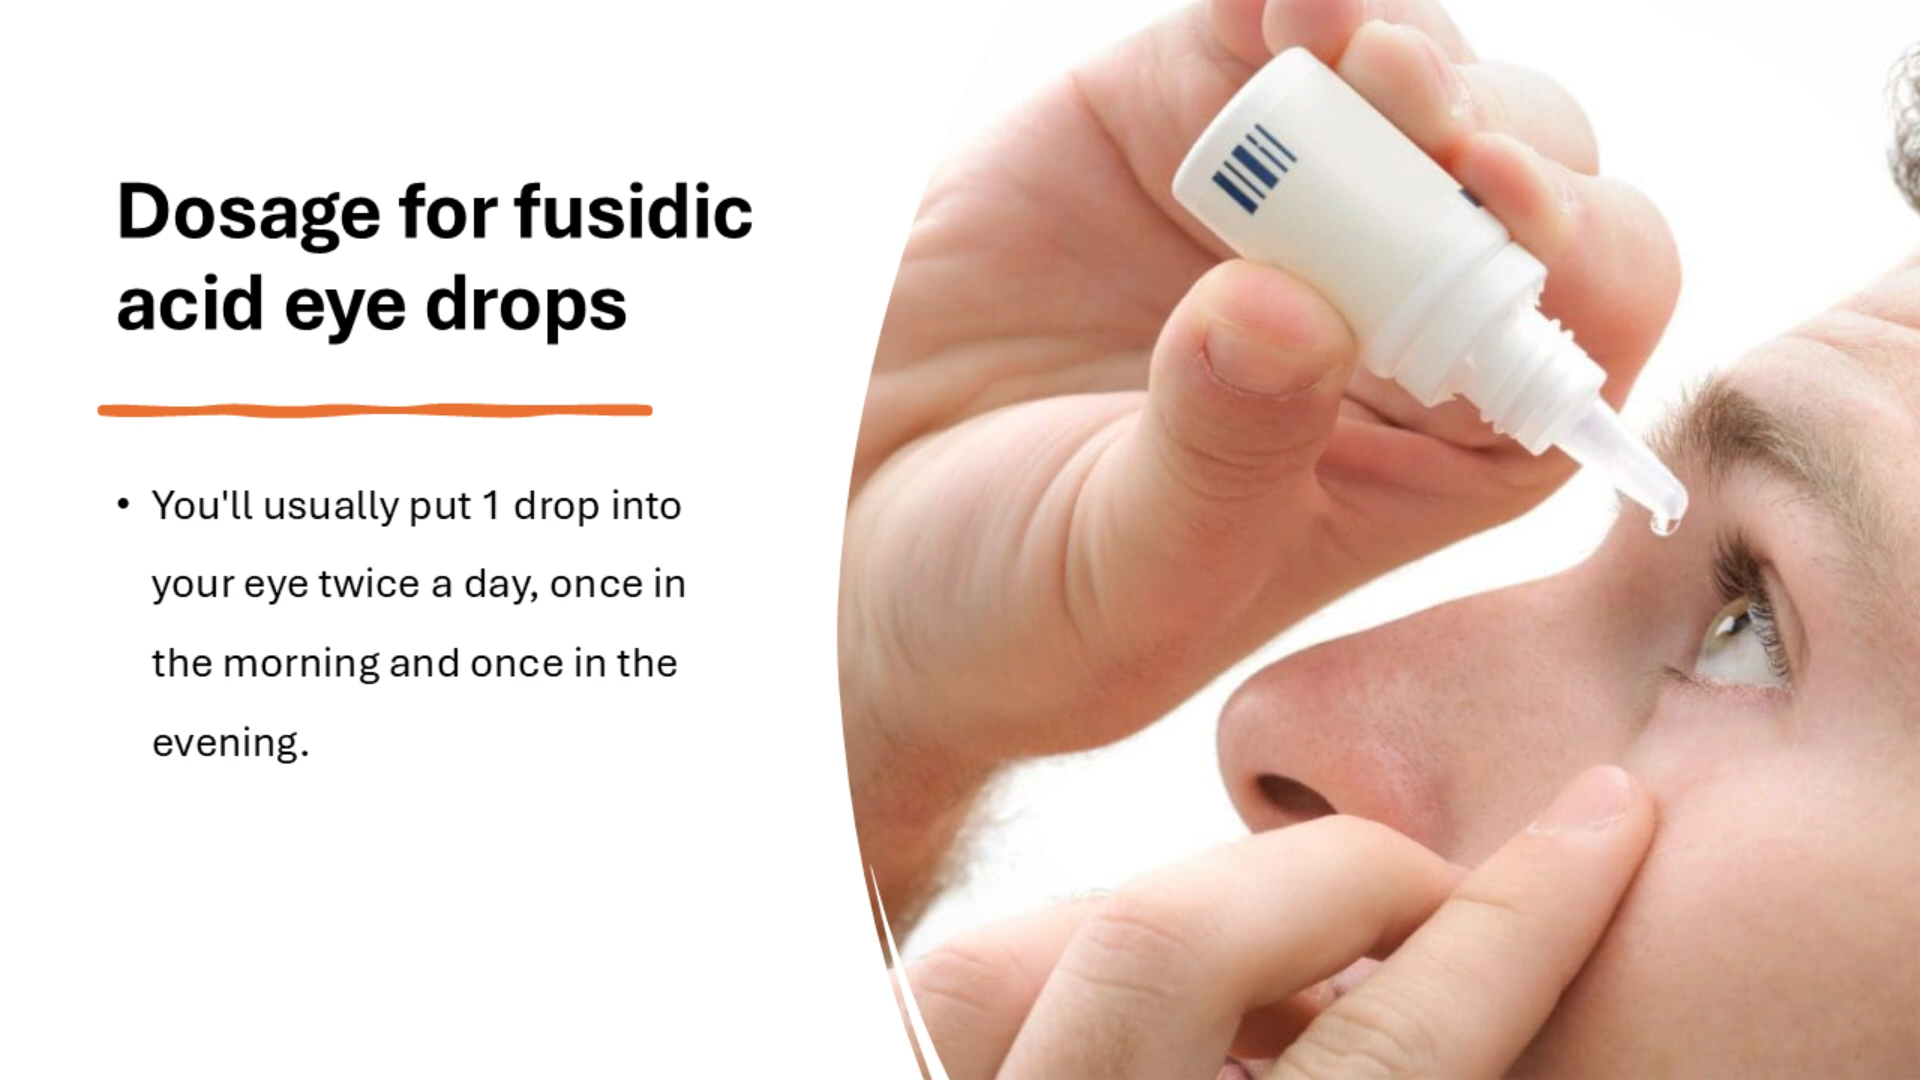 Dosage for fusidic
acid eye drops
• You'll usually put 1 drop into
your eye twice a day, once in
the morning and once in the
evening.